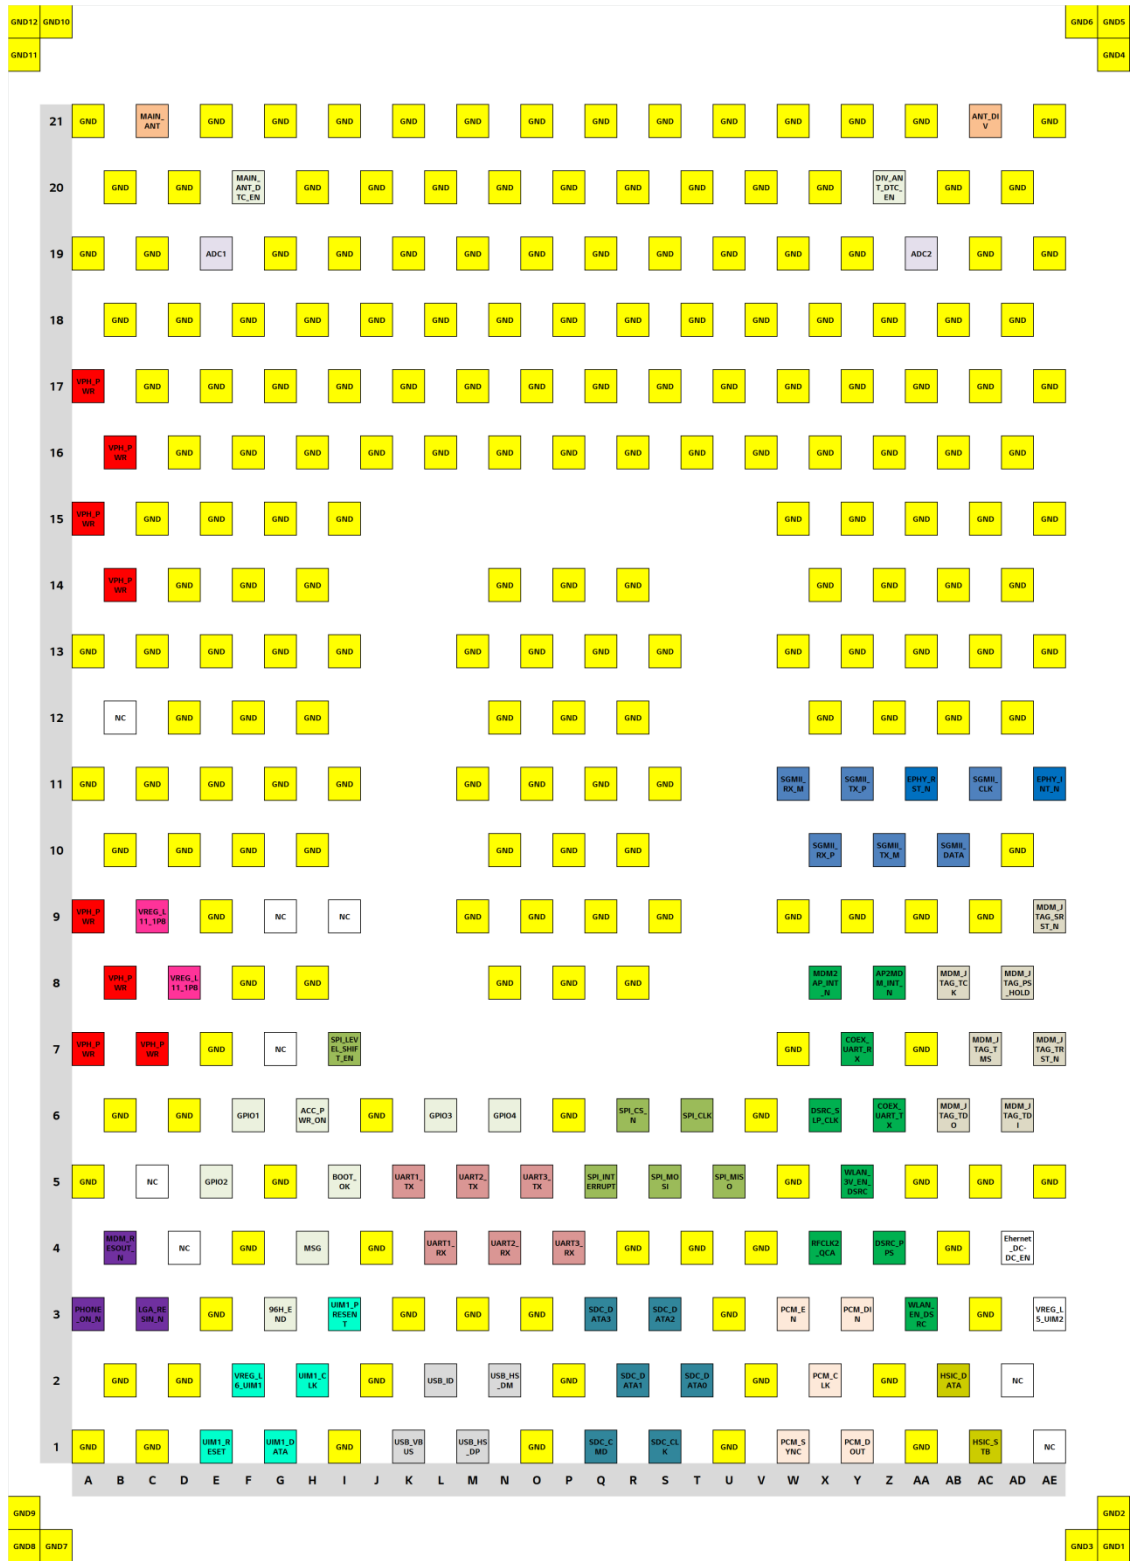 GND12 GND10 GND6 GND5
GND11 GND4
21 GND MAIN_ANT GND GND GND GND GND GND GND GND GND GND GND GND ANT_DIV GND
20 GND GND MAIN_ANT_DTC_EN GND GND GND GND GND GND GND GND GND DIV_ANT_DTC_EN GND GND
19 GND GND ADC1 GND GND GND GND GND GND GND GND GND GND ADC2 GND GND
18 GND GND GND GND GND GND GND GND GND GND GND GND GND GND GND
17 VPH_PWR GND GND GND GND GND GND GND GND GND GND GND GND GND GND GND
16 VPH_PWR GND GND GND GND GND GND GND GND GND GND GND GND GND GND
15 VPH_PWR GND GND GND GND GND GND GND GND GND
14 VPH_PWR GND GND GND GND GND GND GND GND GND GND
13 GND GND GND GND GND GND GND GND GND GND GND GND GND GND
12 NC GND GND GND GND GND GND GND GND GND GND
11 GND GND GND GND GND GND GND GND GND SGMII_RX_M SGMII_TX_P EPHY_RST_N SGMII_CLK EPHY_INT_N
10 GND GND GND GND GND GND GND SGMII_RX_P SGMII_TX_M SGMII_DATA GND
9 VPH_PWR VREG_L11_1P8 GND NC NC GND GND GND GND GND GND GND GND MDM_JTAG_SRST_N
8 VPH_PWR VREG_L11_1P8 GND GND GND GND GND MDM2AP_INT_N AP2MDM_INT_N MDM_JTAG_TCK MDM_JTAG_PS_HOLD
7 VPH_PWR VPH_PWR GND NC SPI_LEVEL_SHIFT_EN GND COEX_UART_RX GND MDM_JTAG_TMS MDM_JTAG_TRST_N
6 GND GND GPIO1 ACC_PWR_ON GND GPIO3 GPIO4 GND SPI_CS_N SPI_CLK GND DSRC_SLP_CLK COEX_UART_TX MDM_JTAG_TDO MDM_JTAG_TDI
5 GND NC GPIO2 GND BOOT_OK UART1_TX UART2_TX UART3_TX SPI_INTERRUPT SPI_MOSI SPI_MISO GND WLAN_3V_EN_DSRC GND GND GND
4 MDM_RESOUT_N NC GND MSG GND UART1_RX UART2_RX UART3_RX GND GND GND RFCLK2_QCA DSRC_PPS GND Ehernet_DC-DC_EN
3 PHONE_ON_N LGA_RESIN_N GND 96H_END UIM1_PRESENT GND GND GND SDC_DATA3 SDC_DATA2 GND PCM_EN PCM_DIN WLAN_EN_DSRC GND VREG_L5_UIM2
2 GND GND VREG_L6_UIM1 UIM1_CLK GND USB_ID USB_HS_DM GND SDC_DATA1 SDC_DATA0 GND PCM_CLK GND HSIC_DATA NC
1 GND GND UIM1_RESET UIM1_DATA GND USB_VBUS USB_HS_DP GND SDC_CMD SDC_CLK GND PCM_SYNC PCM_DOUT GND HSIC_STB NC
A B C D E F G H I J K L M N O P Q R S T U V W X Y Z AA AB AC AD AE
GND9 GND2
GND8 GND7 GND3 GND1